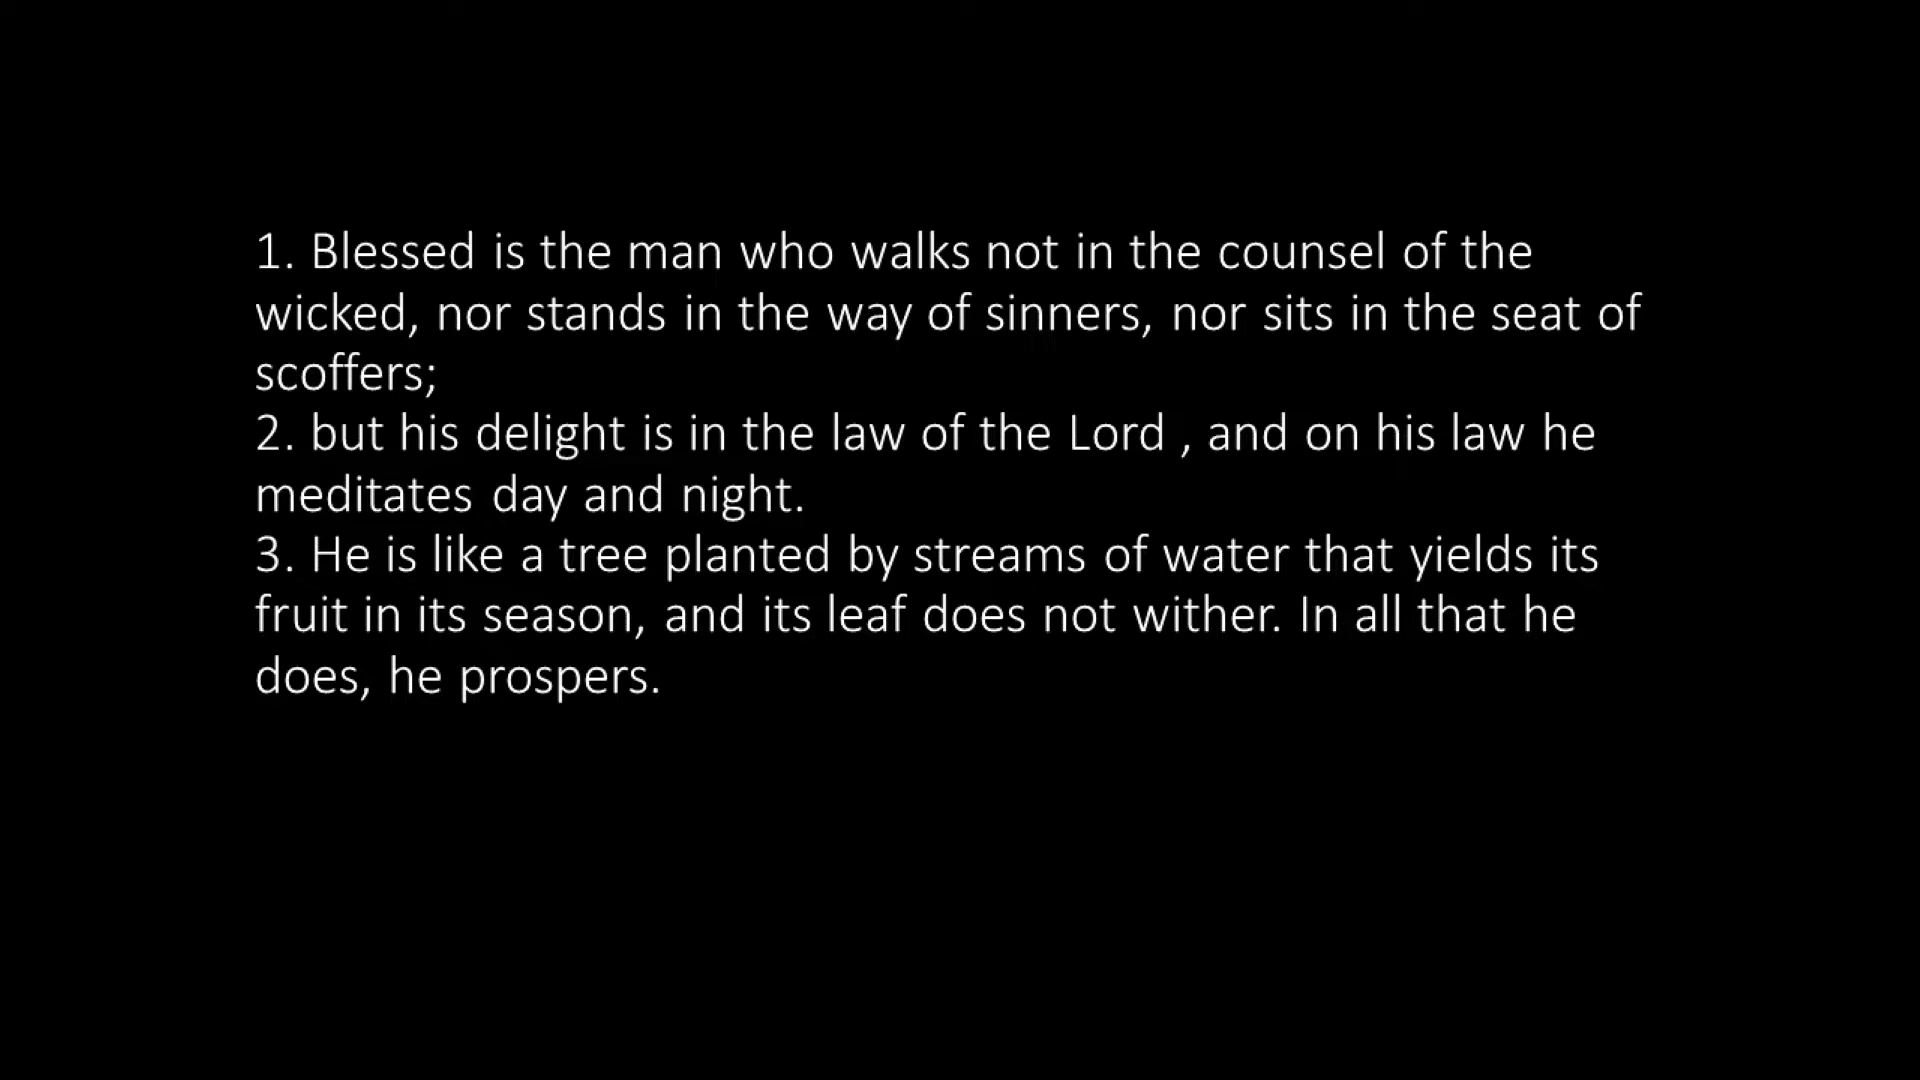 1. Blessed is the man who walks not in the counsel of the
wicked, nor stands in the way of sinners, nor sits in the seat of
scoffers;
2. but his delight is in the law of the Lord , and on his law he
meditates day and night.
3. He is like a tree planted by streams of water that yields its
fruit in its season, and its leaf does not wither. In all that he
does, he prospers.